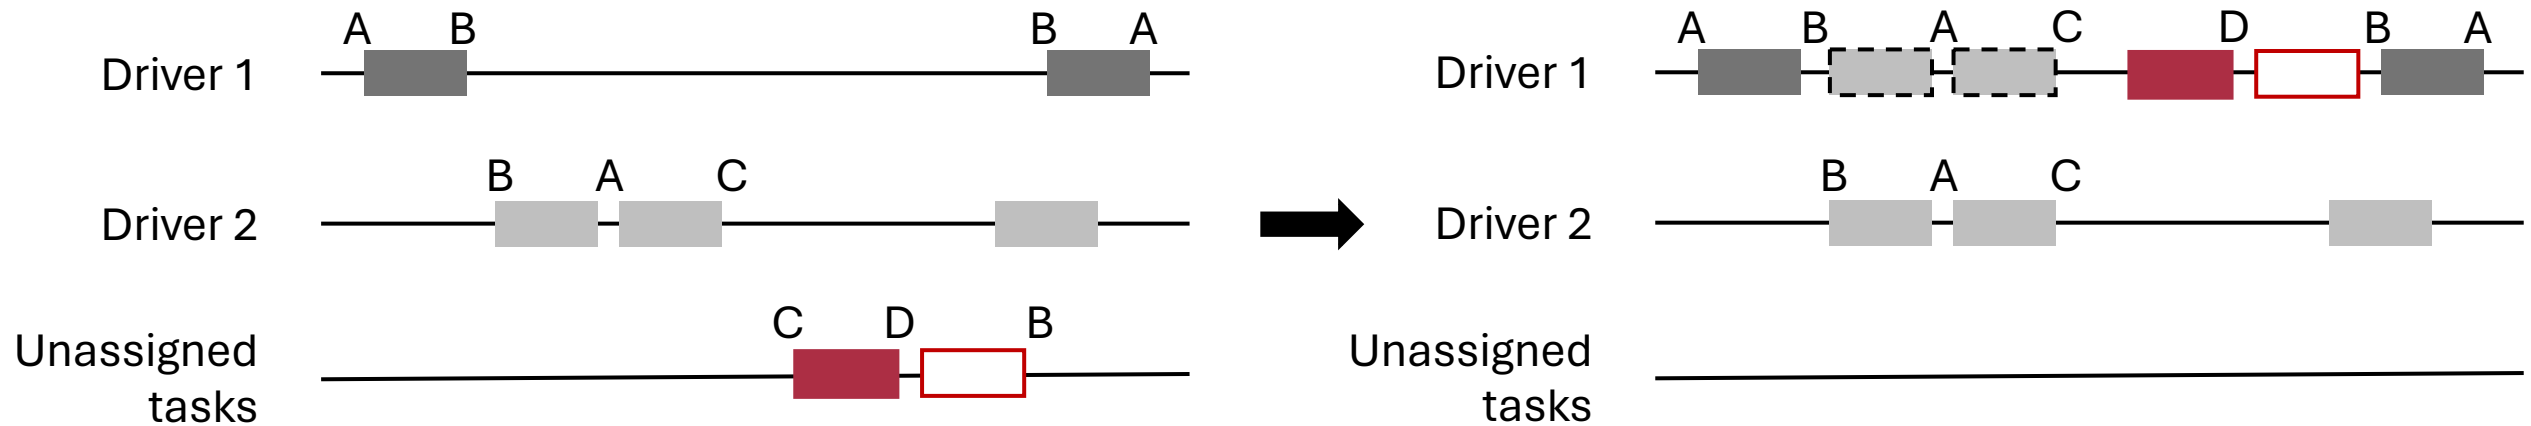 A B B A
Driver 1
B A C
Driver 2
C D B
Unassigned
tasks
A B A C D B A
Driver 1
B A C
Driver 2
Unassigned
tasks